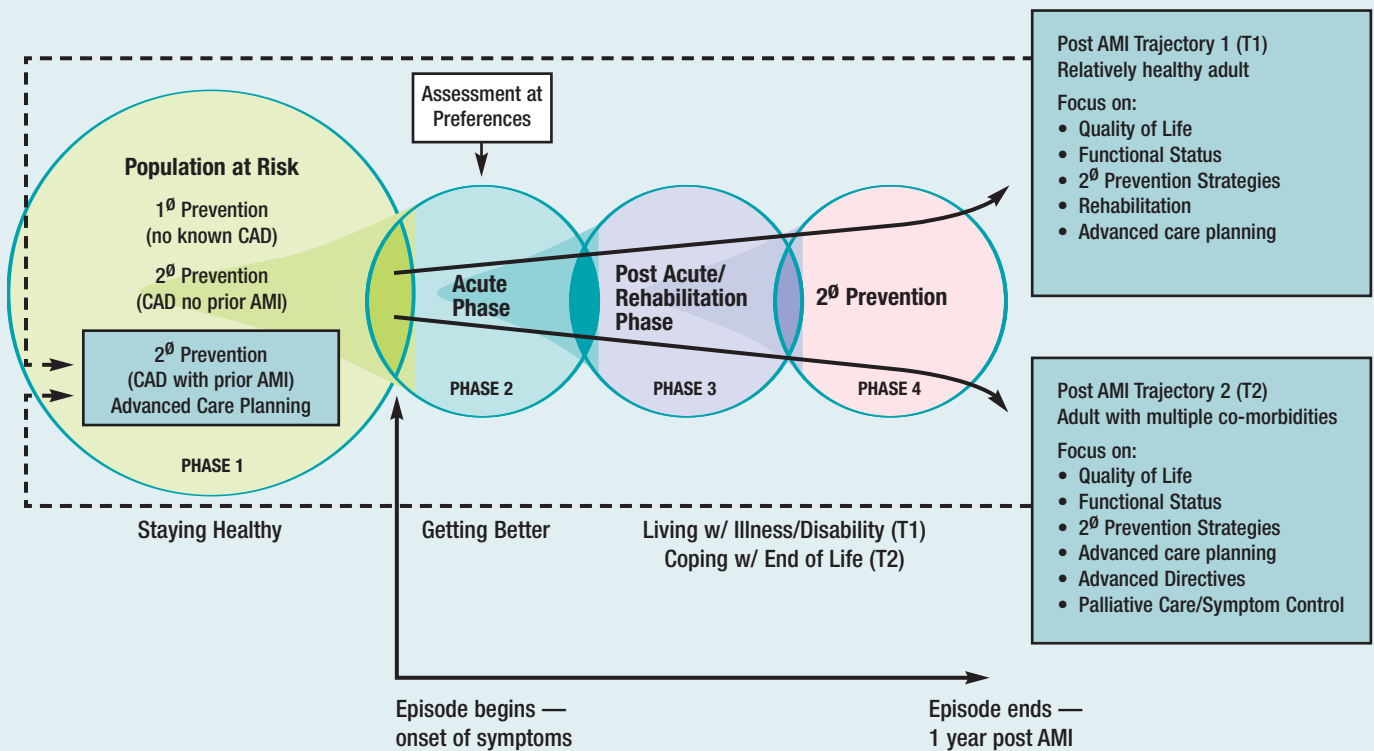 Assessment at
Preferences
Population at Risk
1Ø Prevention
(no known CAD)
2Ø Prevention
(CAD no prior AMI)
2Ø Prevention
(CAD with prior AMI)
Advanced Care Planning
PHASE 1
Acute
Phase
PHASE 2
Post Acute/
Rehabilitation
Phase
PHASE 3
2Ø Prevention
PHASE 4
Staying Healthy
Getting Better
Living w/ Illness/Disability (T1)
Coping w/ End of Life (T2)
Episode begins —
onset of symptoms
Episode ends —
1 year post AMI
Post AMI Trajectory 1 (T1)
Relatively healthy adult
Focus on:
• Quality of Life
• Functional Status
• 2Ø Prevention Strategies
• Rehabilitation
• Advanced care planning
Post AMI Trajectory 2 (T2)
Adult with multiple co-morbidities
Focus on:
• Quality of Life
• Functional Status
• 2Ø Prevention Strategies
• Advanced care planning
• Advanced Directives
• Palliative Care/Symptom Control